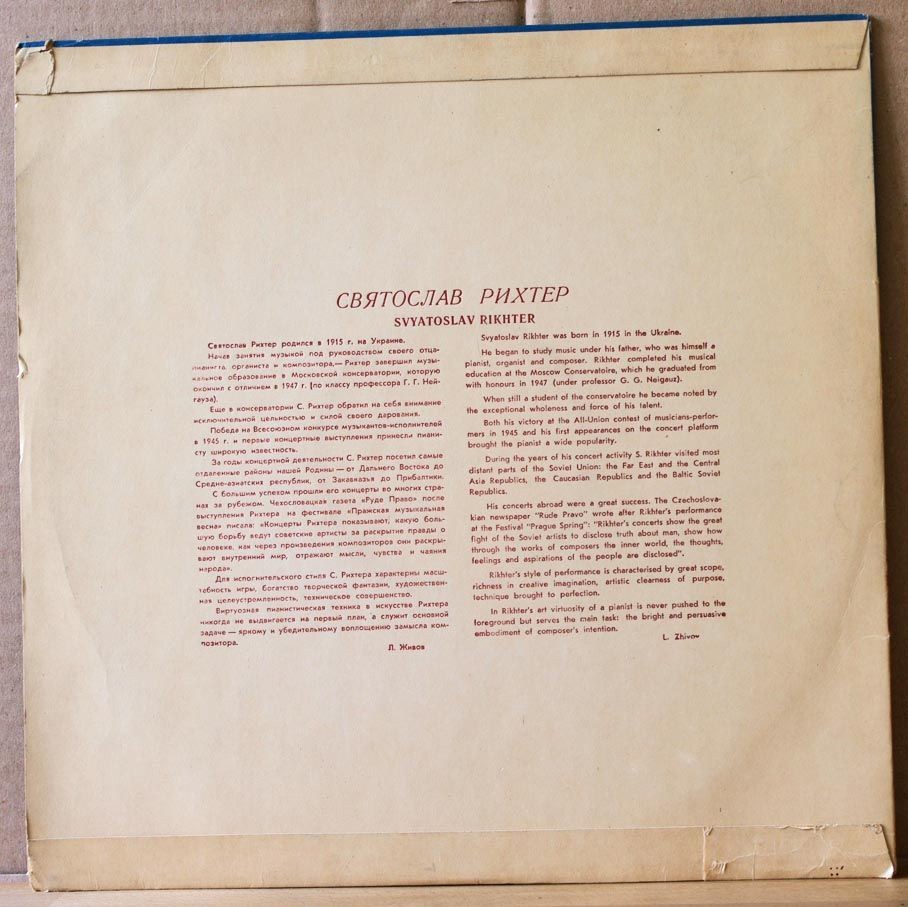 СВЯТОСЛАВ РИХТЕР
SVYATOSLAV RIKHTER
Святослав Рихтер родился в 1915 г. на Украине.
Начав занятия музыкой под руководством своего отца-
пианиста, органиста и композитора,— Рихтер завершил музы-
кальное образование в Московской консерватории, которую
окончил с отличием в 1947 г. (по классу профессора Г. Г. Ней-
гауза).
Еще в консерватории С. Рихтер обратил на себя внимание
исключительной цельностью и силой своего дарования.
Победа на Всесоюзном конкурсе музыкантов-исполнителей
в 1945 г. и первые концертные выступления принесли пиани-
сту широкую известность.
За годы концертной деятельности С. Рихтер посетил самые
отдаленные районы нашей Родины — от Дальнего Востока до
Средне-азиатских республик, от Закавказья до Прибалтики.
С большим успехом прошли его концерты во многих стра-
нах за рубежом. Чехословацкая газета «Руде Право» после
выступления Рихтера на фестивале «Пражская музыкальная
весна» писала: «Концерты Рихтера показывают, какую боль-
шую борьбу ведут советские артисты за раскрытие правды о
человеке, как через произведения композиторов они раскры-
вают внутренний мир, отражают мысли, чувства и чаяния
народа».
Для исполнительского стиля С. Рихтера характерны масш-
табность игры, богатство творческой фантазии, художествен-
ная целеустромленность, техническое совершенство.
Виртуозная пианистическая техника в искусстве Рихтера
никогда не выдвигается на первый план, а служит основной
задаче — яркому и убедительному воплощению замысла ком-
позитора.
Л. Живов
Svyatoslav Rikhter was born in 1915 in the Ukraine.
He began to study music under his father, who was himself a
pianist, organist and composer. Rikhter completed his musical
education at the Moscow Conservatoire, which he graduated from
with honours in 1947 (under professor G. G. Neigauz).
When still a student of the conservatoire he became noted by
the exceptional wholeness and force of his talent.
Both his victory at the All-Union contest of musicians-perfor-
mers in 1945 and his first appearances on the concert platform
brought the pianist a wide popularity.
During the years of his concert activity S. Rikhter visited most
distant parts of the Soviet Union: the Far East and the Central
Asia Republics, the Caucasian Republics and the Baltic Soviet
Republics.
His concerts abroad were a great success. The Czechoslova-
kian newspaper "Rude Pravo" wrote after Rikhter's performance
at the Festival "Prague Spring": "Rikhter's concerts show the great
fight of the Soviet artists to disclose truth about man, show how
through the works of composers the inner world, the thoughts,
feelings and aspirations of the people are disclosed".
Rikhter's style of performance is characterised by great scope,
richness in creative imagination, artistic clearness of purpose,
technique brought to perfection.
In Rikhter's art virtuosity of a pianist is never pushed to the
foreground but serves the main task: the bright and persuasive
embodiment of composer's intention.
L. Zhivov